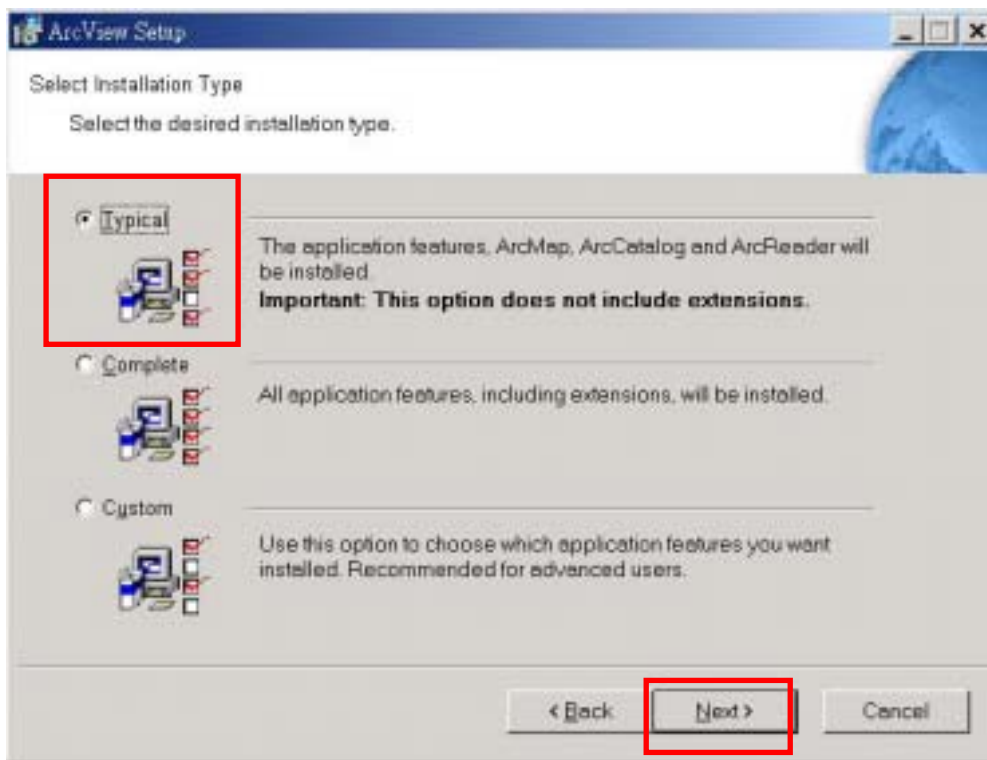 ArcView Setup
Select Installation Type
Select the desired installation type.
Typical
The application features, ArcMap, ArcCatalog and ArcReader will
be installed.
Important: This option does not include extensions.
Complete
All application features, including extensions, will be installed.
Custom
Use this option to choose which application features you want
installed. Recommended for advanced users.
< Back
Next >
Cancel